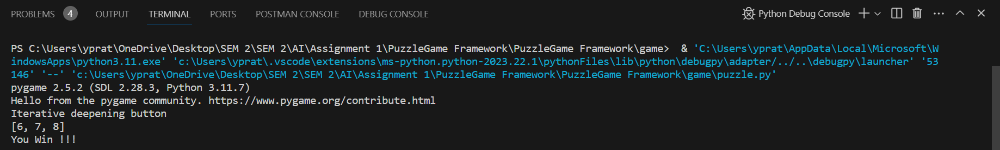 PROBLEMS 4 OUTPUT TERMINAL PORTS POSTMAN CONSOLE DEBUG CONSOLE Python Debug Console
PS C:\Users\yprat\OneDrive\Desktop\SEM 2\SEM 2\AI\Assignment 1\PuzzleGame Framework\PuzzleGame Framework\game>  & 'C:\Users\yprat\AppData\Local\Microsoft\W
indowsApps\python3.11.exe' 'c:\Users\yprat\.vscode\extensions\ms-python.python-2023.22.1\pythonFiles\lib\python\debugpy\adapter/../..\debugpy\launcher' '53
146' '--' 'c:\Users\yprat\OneDrive\Desktop\SEM 2\SEM 2\AI\Assignment 1\PuzzleGame Framework\PuzzleGame Framework\game\puzzle.py'
pygame 2.5.2 (SDL 2.28.3, Python 3.11.7)
Hello from the pygame community. https://www.pygame.org/contribute.html
Iterative deepening button
[6, 7, 8]
You Win !!!